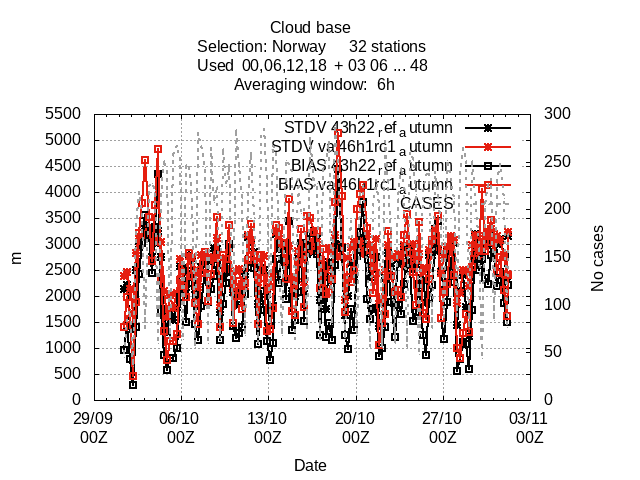 Cloud base
Selection: Norway 32 stations
Used 00,06,12,18 + 03 06 ... 48
Averaging window: 6h
5500 300
STDV 43h22_ref_autumn
5000 250
STDV val46h1rc1_autumn
4500
BIAS 43h22_ref_autumn
BIAS val46h1rc1_autumn
4000 200
CASES
3500
3000 150
2500
m
No cases
2000 100
1500
1000 50
500
0 0
29/09 06/10 13/10 20/10 27/10 03/11
00Z 00Z 00Z 00Z 00Z 00Z
Date